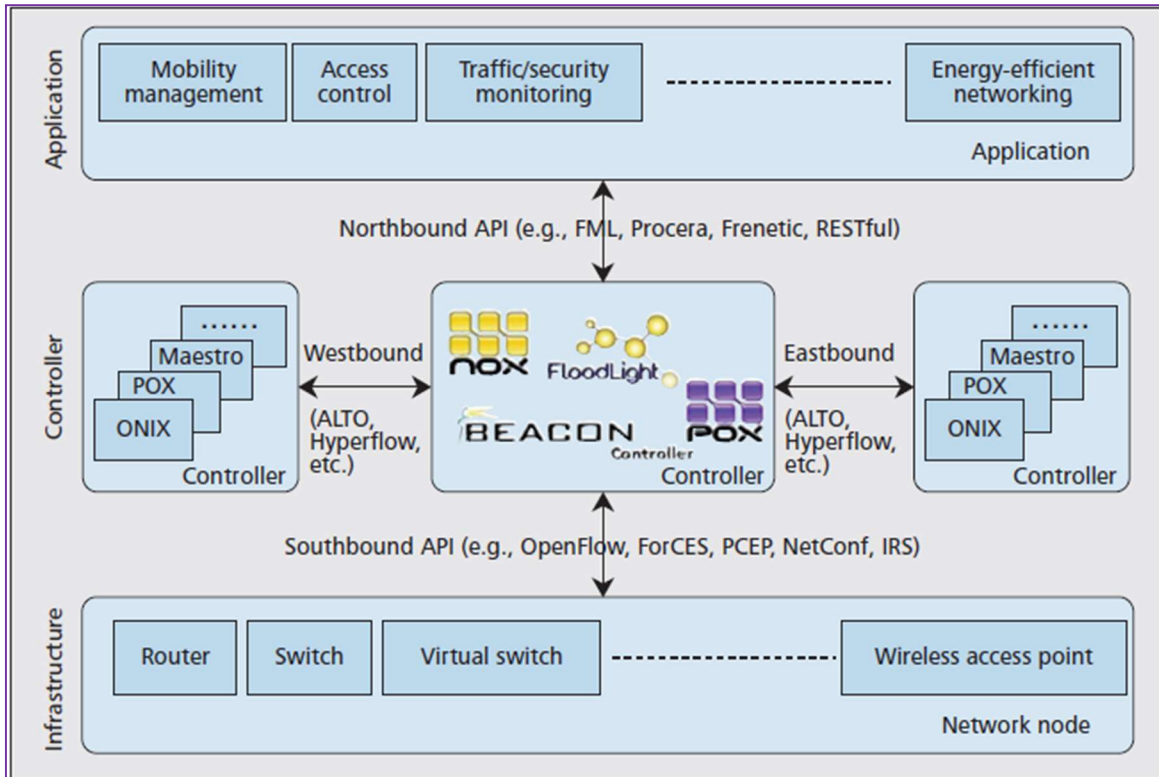 Application
Mobility
management
Access
control
Traffic/security
monitoring
Energy-efficient
networking
Application
Northbound API (e.g., FML, Procera, Frenetic, RESTful)
Controller
......
Maestro
POX
ONIX
Controller
Westbound
(ALTO,
Hyperflow,
etc.)
nox
FloodLight
BEACON
POX
Controller
Controller
Eastbound
(ALTO,
Hyperflow,
etc.)
......
Maestro
POX
ONIX
Controller
Southbound API (e.g., OpenFlow, ForCES, PCEP, NetConf, IRS)
Infrastructure
Router
Switch
Virtual switch
Wireless access point
Network node